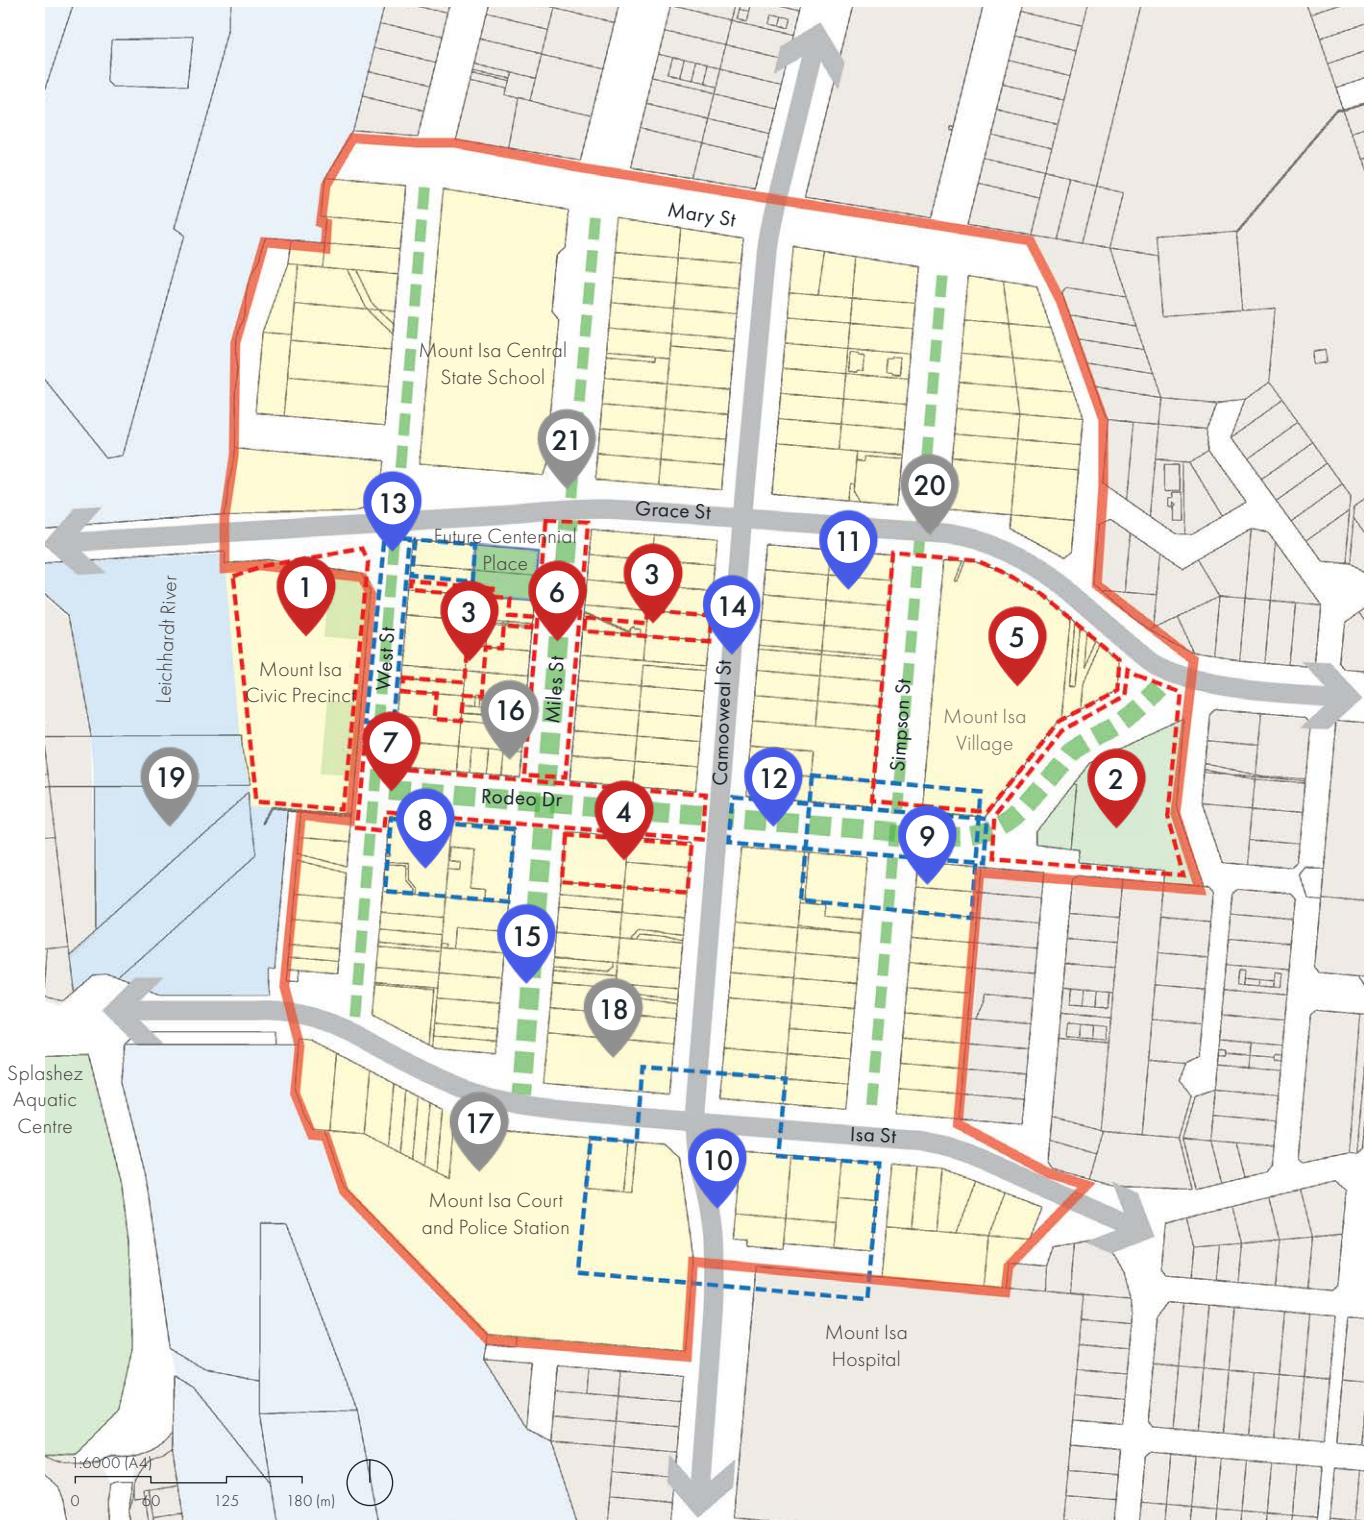 Mary St
Mount Isa Central
State School
21
20
13
Grace St
11
Future Centennial
Place
1
3
6
3
14
5
Leichhardt River
West St
Miles St
Camooweal St
Simpson St
Mount Isa
Civic Precinct
16
Mount Isa
Village
7
19
12
2
Rodeo Dr
4
8
9
15
18
Splashez
Aquatic
Centre
17
Isa St
10
Mount Isa Court
and Police Station
Mount Isa
Hospital
1:6000 (A4)
0 60 125 180 (m)